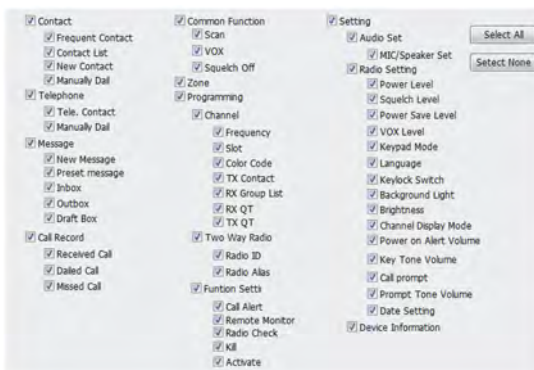 Contact
Frequent Contact
Contact List
New Contact
Manually Dail
Telephone
Tele. Contact
Manually Dail
Message
New Message
Preset message
Inbox
Outbox
Draft Box
Call Record
Received Call
Dailed Call
Missed Call
Common Function
Scan
VOX
Squelch Off
Zone
Programming
Channel
Frequency
Slot
Color Code
TX Contact
RX Group List
RX QT
TX QT
Two Way Radio
Radio ID
Radio Alias
Funtion Settii
Call Alert
Remote Monitor
Radio Check
Kill
Activate
Setting
Audio Set
MIC/Speaker Set
Radio Setting
Power Level
Squelch Level
Power Save Level
VOX Level
Keypad Mode
Language
Keylock Switch
Background Light
Brightness
Channel Display Mode
Power on Alert Volume
Key Tone Volume
Call prompt
Prompt Tone Volume
Date Setting
Device Information
Select All
Setect None